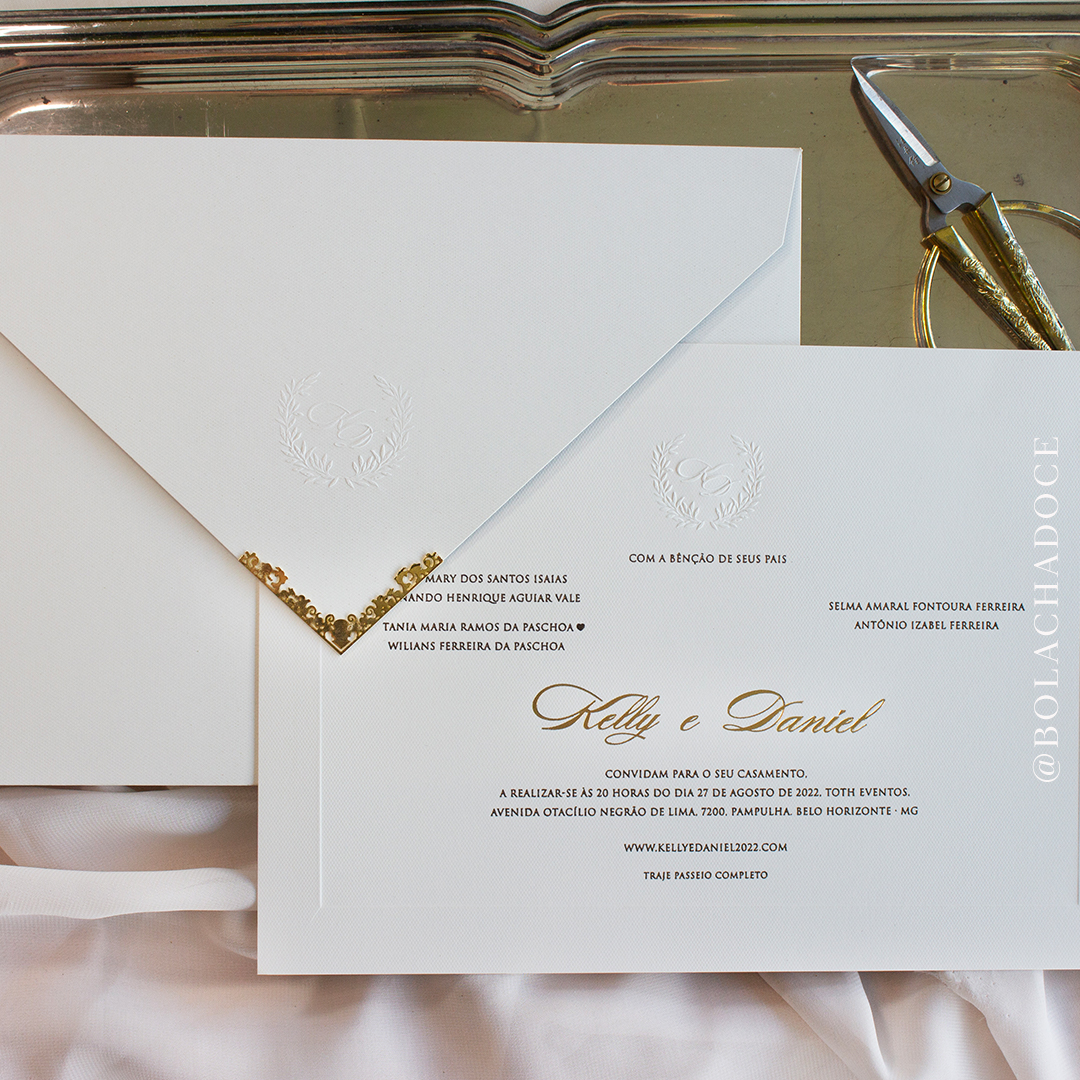 KD
KD
COM A BÊNÇÃO DE SEUS PAIS
MARY DOS SANTOS ISAIAS
NANDO HENRIQUE AGUIAR VALE
TANIA MARIA RAMOS DA PASCHOA♥
WILIANS FERREIRA DA PASCHOA
SELMA AMARAL FONTOURA FERREIRA
ANTÔNIO IZABEL FERREIRA
Kelly e Daniel
CONVIDAM PARA O SEU CASAMENTO,
A REALIZAR-SE ÀS 20 HORAS DO DIA 27 DE AGOSTO DE 2022, TOTH EVENTOS,
AVENIDA OTACÍLIO NEGRÃO DE LIMA, 7200, PAMPULHA, BELO HORIZONTE · MG
WWW.KELLYEDANIEL2022.COM
TRAJE PASSEIO COMPLETO
@BOLACHADOCE